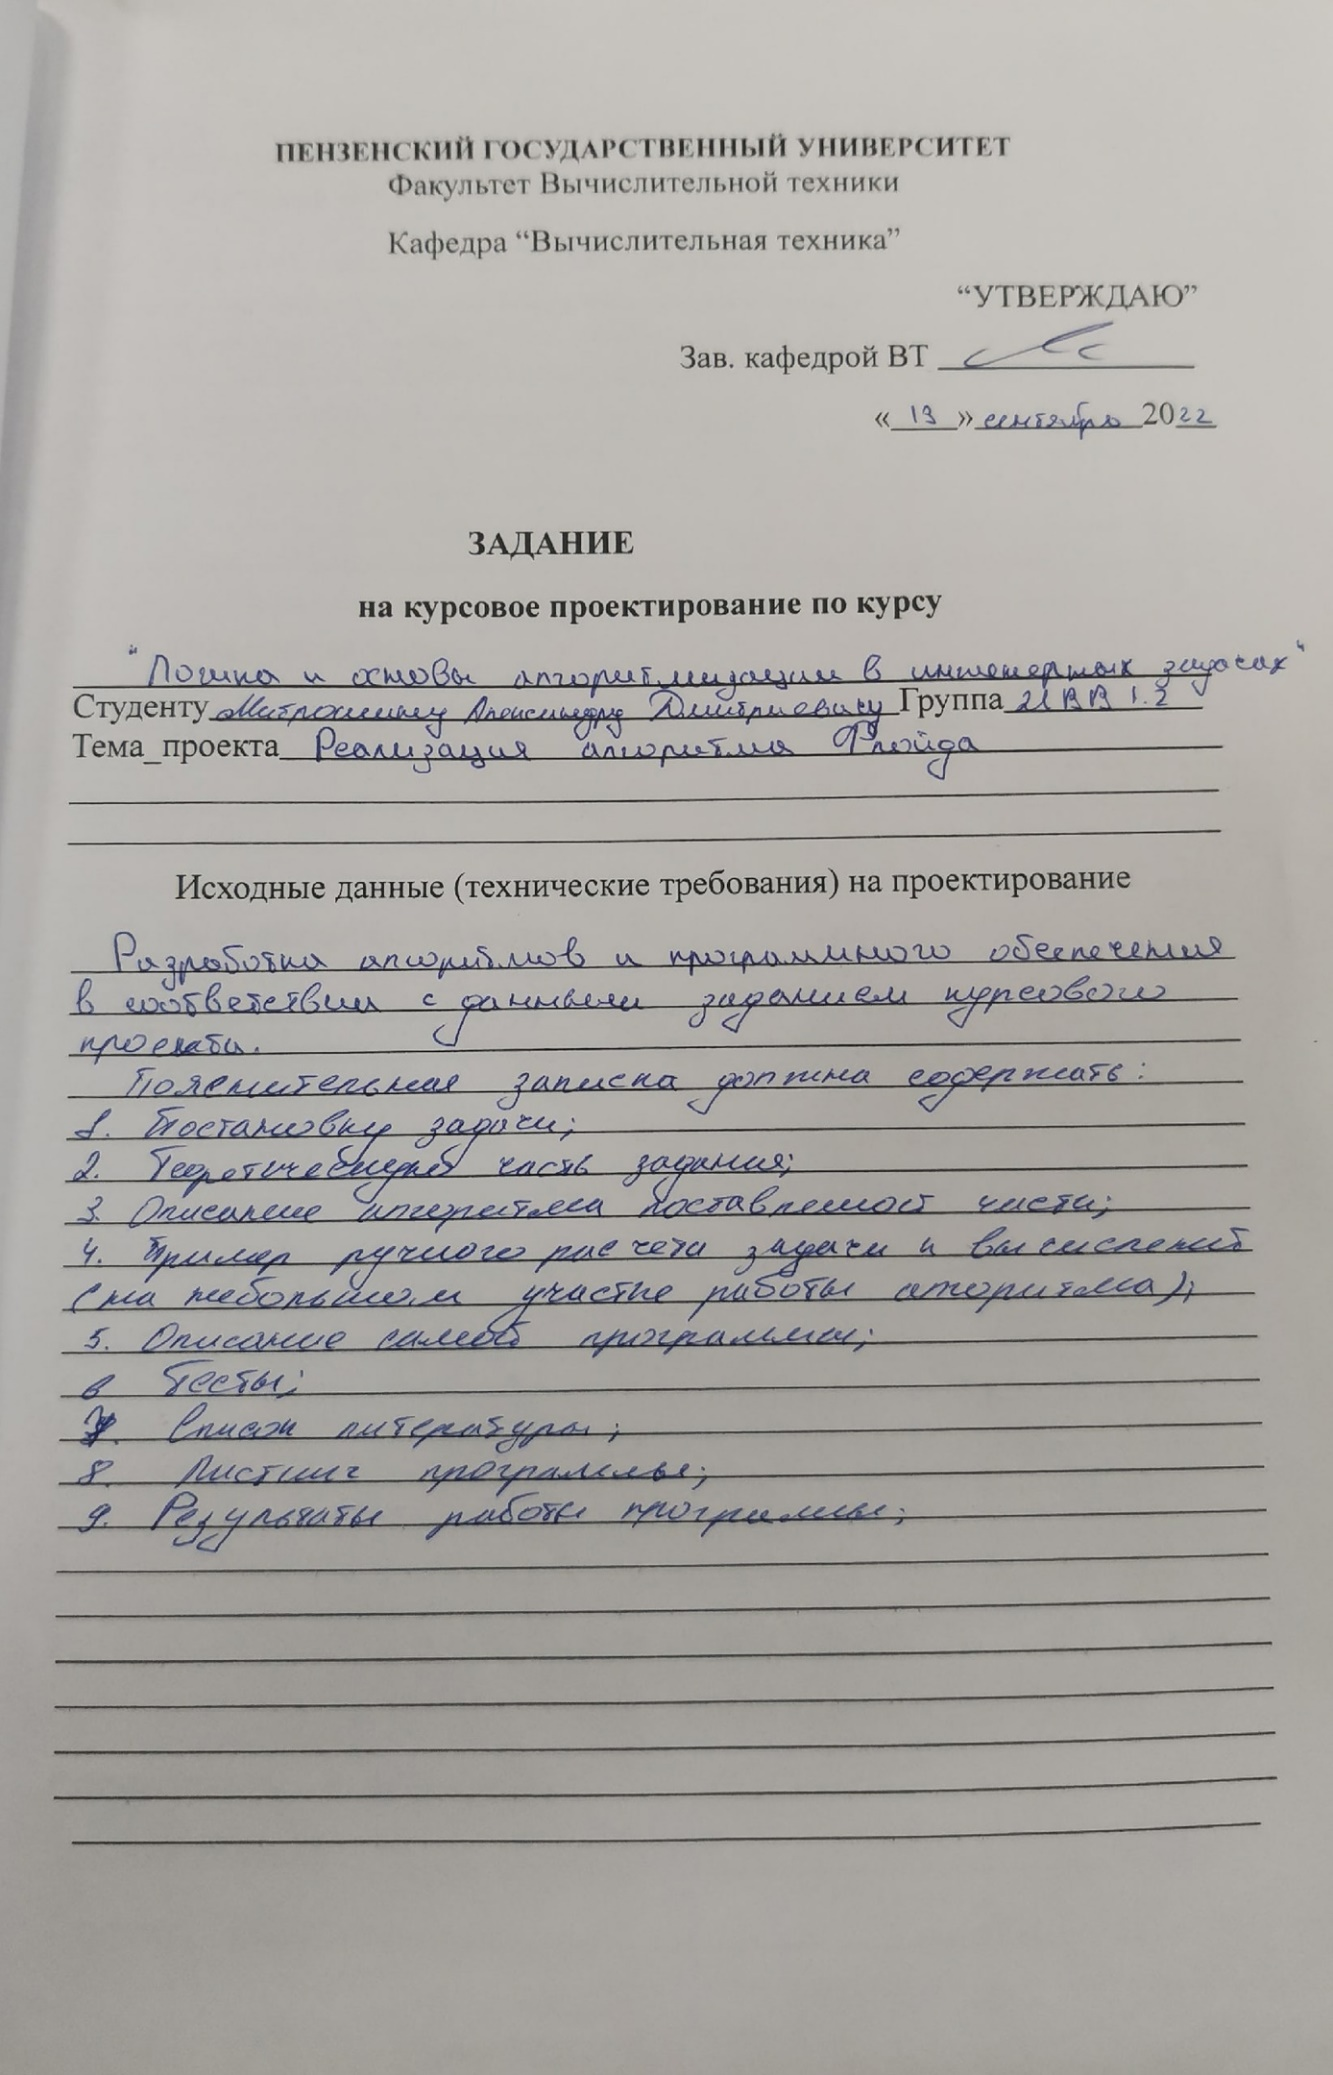 ПЕНЗЕНСКИЙ ГОСУДАРСТВЕННЫЙ УНИВЕРСИТЕТ
Факультет Вычислительной техники
Кафедра “Вычислительная техника”
“УТВЕРЖДАЮ”
Зав. кафедрой ВТ
« 13 » сентября 2022
ЗАДАНИЕ
на курсовое проектирование по курсу
"Логика и основы алгоритмизации в инженерных задачах"
Студенту Митрохину Александру Дмитриевичу Группа 21ВВ1.2
Тема_проекта Реализация алгоритма Флойда
Исходные данные (технические требования) на проектирование
Разработка алгоритмов и программного обеспечения
в соответствии с данным заданием курсового
проекта.
Пояснительная записка должна содержать:
1. Постановку задачи;
2. Теоретическую часть задания;
3. Описание алгоритма поставленной части;
4. Пример ручного расчета задачи и вычислений
(на небольшом участке работы алгоритма);
5. Описание самой программы;
6 Тесты;
7. Список литературы;
8. Листинг программы;
9. Результаты работы программы;